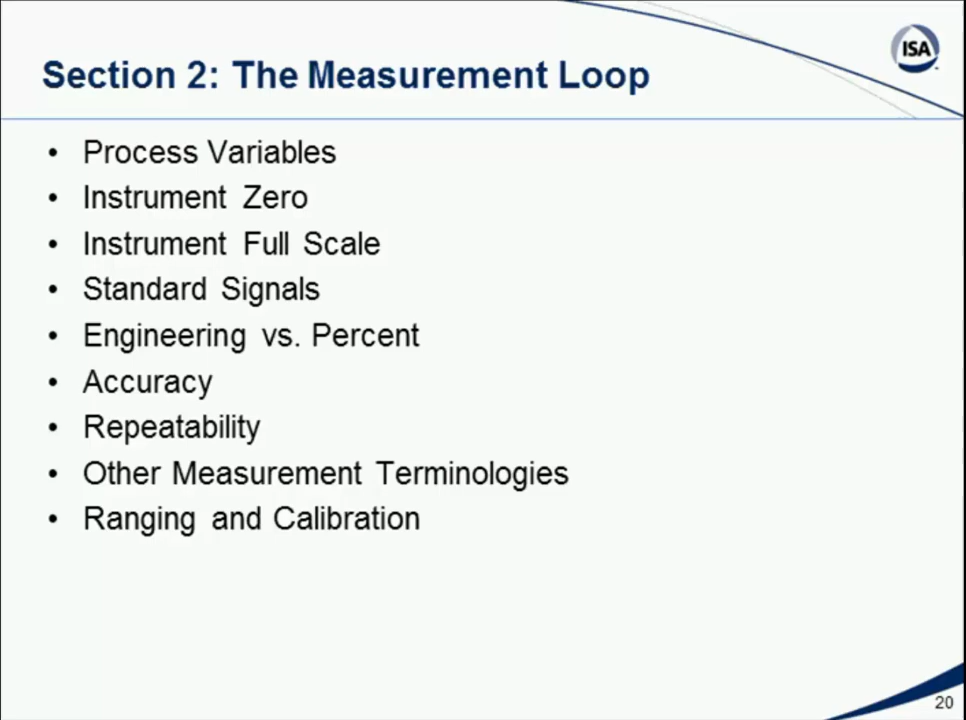 ISA
Section 2: The Measurement Loop
• Process Variables
• Instrument Zero
• Instrument Full Scale
• Standard Signals
• Engineering vs. Percent
• Accuracy
• Repeatability
• Other Measurement Terminologies
• Ranging and Calibration
20